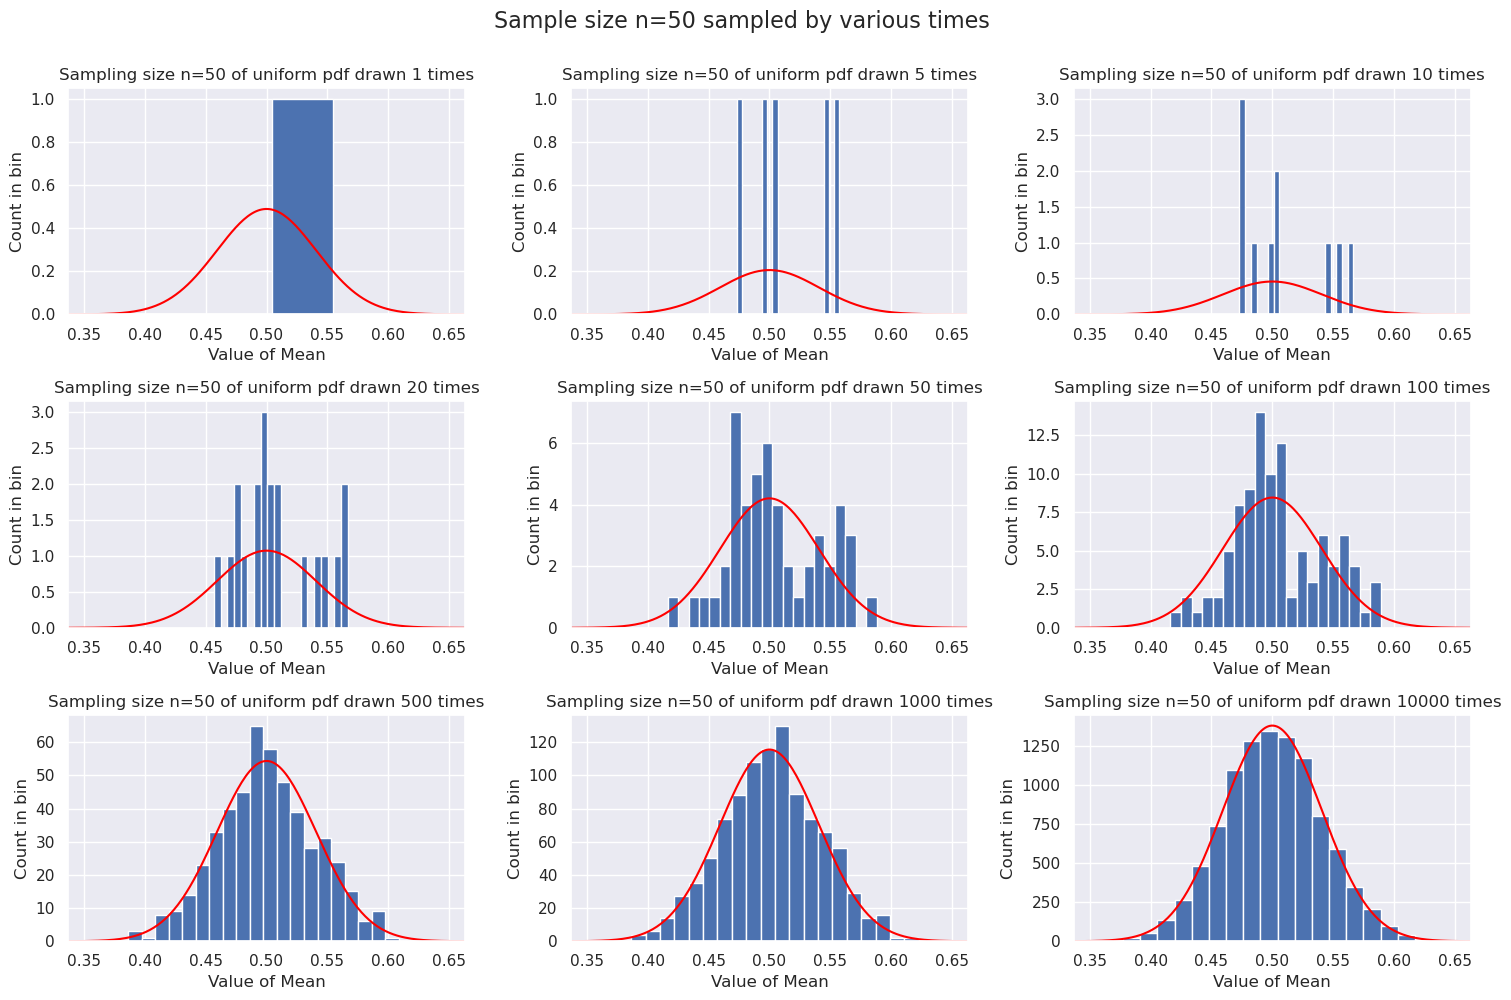 Sample size n=50 sampled by various times
Sampling size n=50 of uniform pdf drawn 1 times
Count in bin
1.0
0.8
0.6
0.4
0.2
0.0
0.35 0.40 0.45 0.50 0.55 0.60 0.65
Value of Mean
Sampling size n=50 of uniform pdf drawn 5 times
Count in bin
1.0
0.8
0.6
0.4
0.2
0.0
0.35 0.40 0.45 0.50 0.55 0.60 0.65
Value of Mean
Sampling size n=50 of uniform pdf drawn 10 times
Count in bin
3.0
2.5
2.0
1.5
1.0
0.5
0.0
0.35 0.40 0.45 0.50 0.55 0.60 0.65
Value of Mean
Sampling size n=50 of uniform pdf drawn 20 times
Count in bin
3.0
2.5
2.0
1.5
1.0
0.5
0.0
0.35 0.40 0.45 0.50 0.55 0.60 0.65
Value of Mean
Sampling size n=50 of uniform pdf drawn 50 times
Count in bin
6
4
2
0
0.35 0.40 0.45 0.50 0.55 0.60 0.65
Value of Mean
Sampling size n=50 of uniform pdf drawn 100 times
Count in bin
12.5
10.0
7.5
5.0
2.5
0.0
0.35 0.40 0.45 0.50 0.55 0.60 0.65
Value of Mean
Sampling size n=50 of uniform pdf drawn 500 times
Count in bin
60
50
40
30
20
10
0
0.35 0.40 0.45 0.50 0.55 0.60 0.65
Value of Mean
Sampling size n=50 of uniform pdf drawn 1000 times
Count in bin
120
100
80
60
40
20
0
0.35 0.40 0.45 0.50 0.55 0.60 0.65
Value of Mean
Sampling size n=50 of uniform pdf drawn 10000 times
Count in bin
1250
1000
750
500
250
0
0.35 0.40 0.45 0.50 0.55 0.60 0.65
Value of Mean